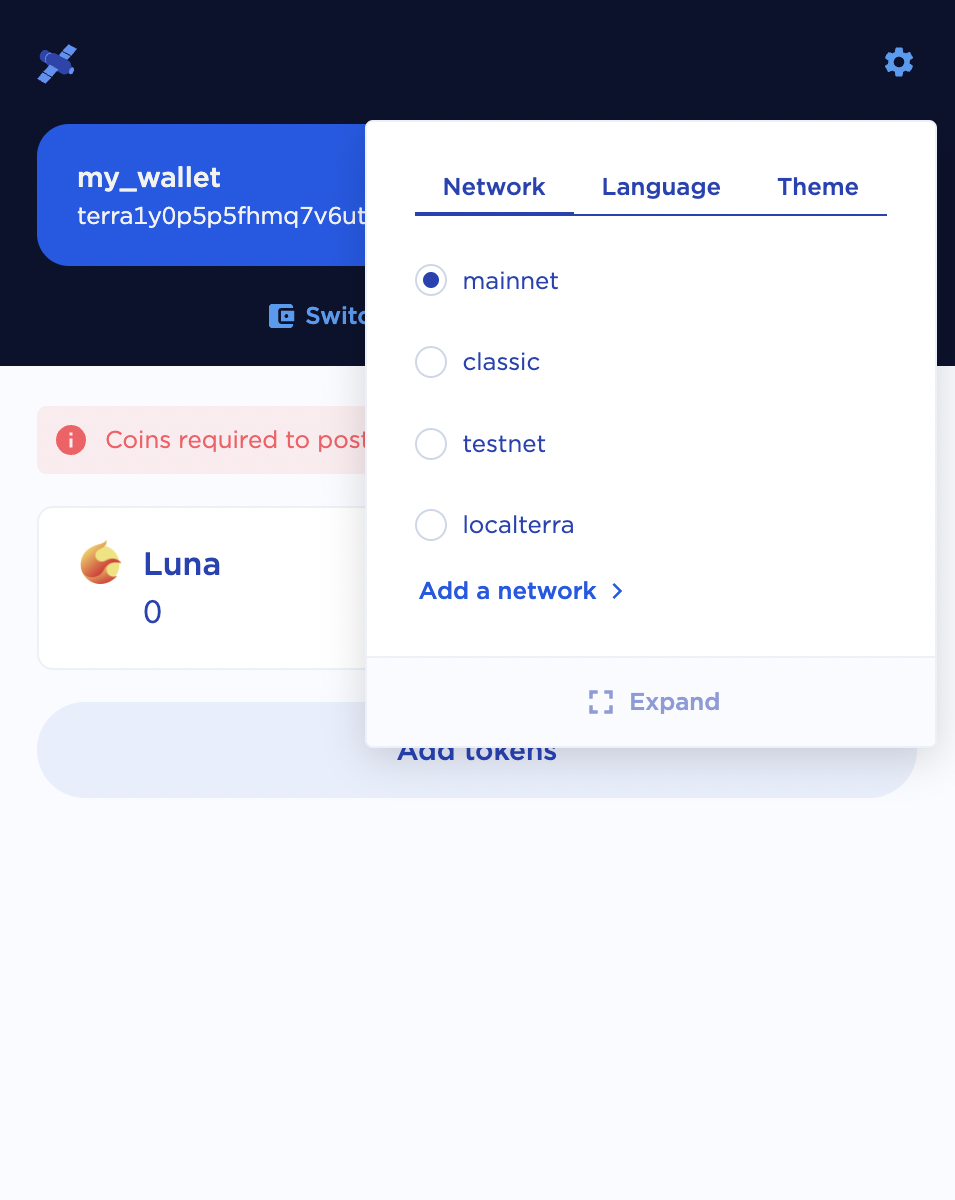 my_wallet
terra1y0p5p5fhmq7v6ut
Network Language Theme
mainnet
classic
testnet
localterra
Add a network
Expand
Coins required to post
Luna
0
Add tokens